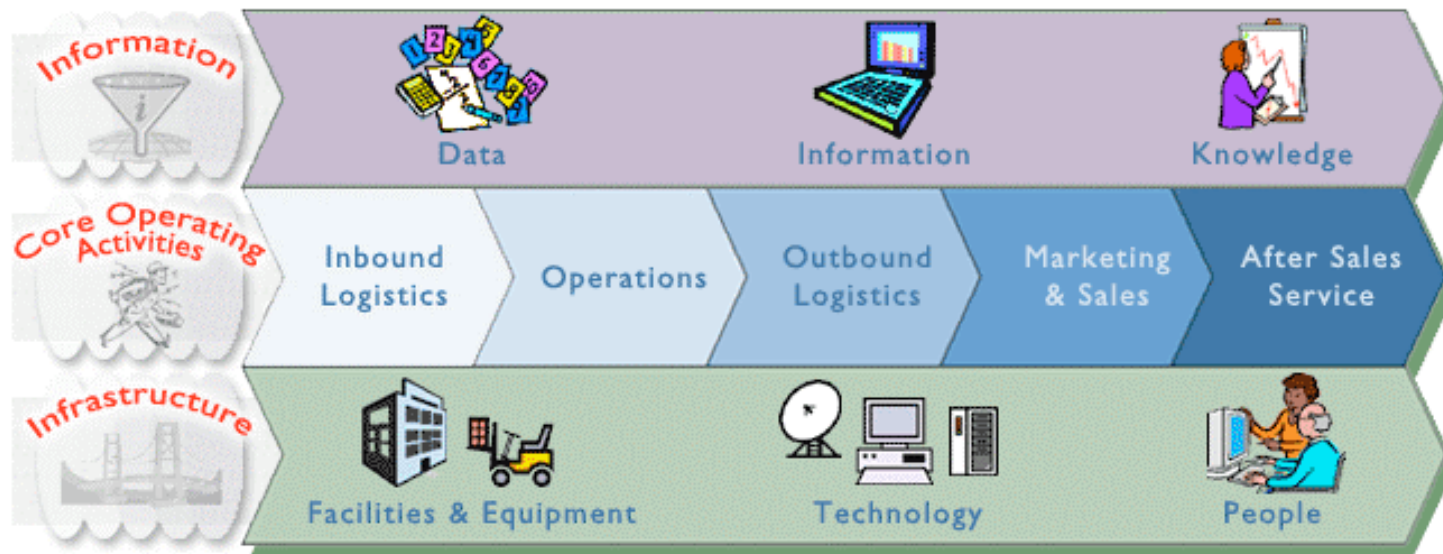 Information
Data
Information
Knowledge
Core Operating
Activities
Inbound
Logistics
Operations
Outbound
Logistics
Marketing
& Sales
After Sales
Service
Infrastructure
Facilities & Equipment
Technology
People